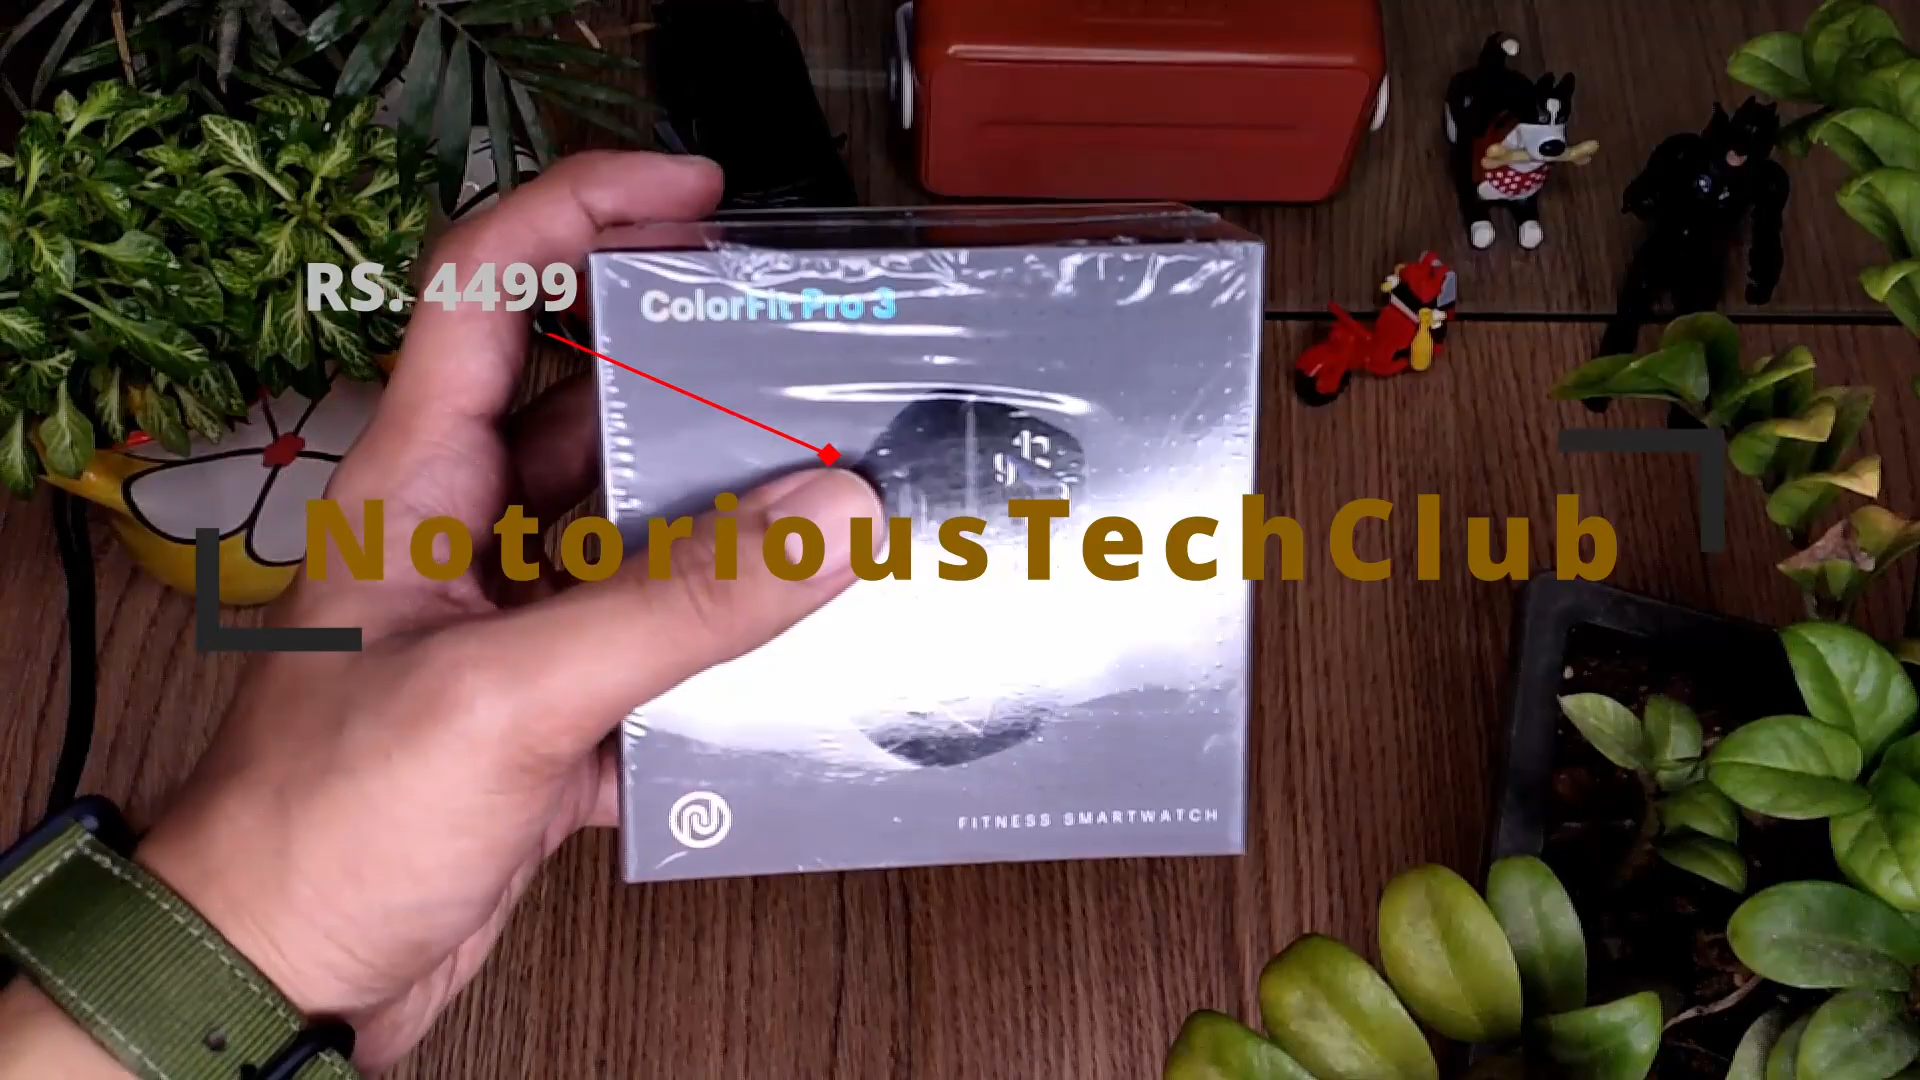 RS. 4499
ColorFit Pro 3
NotoriousTechClub
FITNESS SMARTWATCH